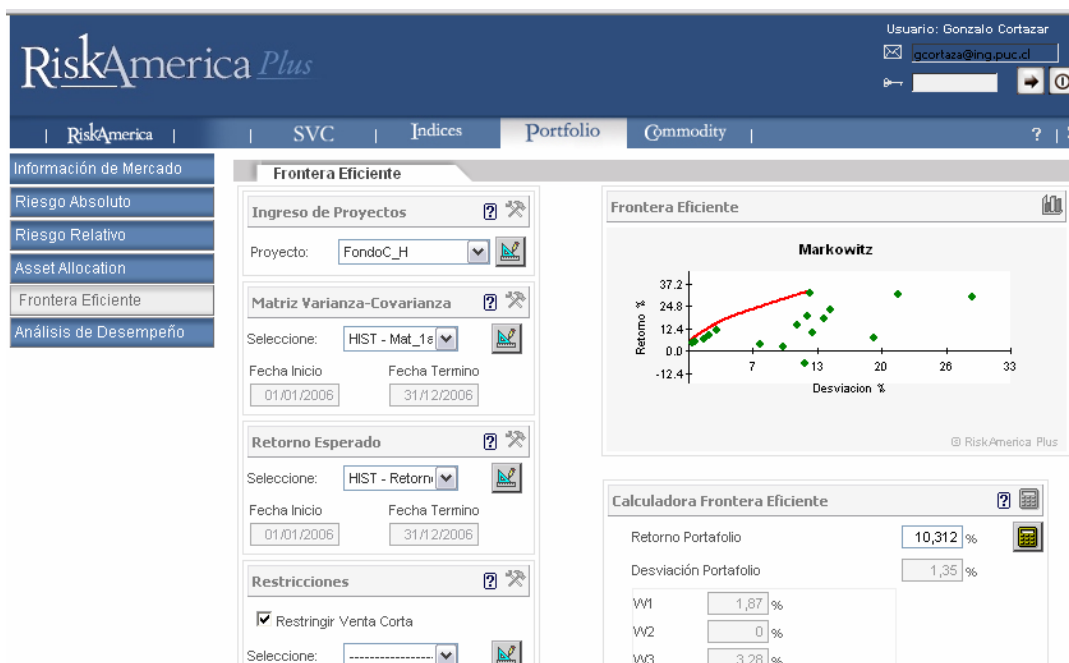 Usuario: Gonzalo Cortazar
RiskAmerica Plus
gcortaza@ing.puc.cl
| RiskAmerica | | SVC | Indices Portfolio Commodity | ? |
Información de Mercado
Riesgo Absoluto
Riesgo Relativo
Asset Allocation
Frontera Eficiente
Análisis de Desempeño
Frontera Eficiente
Ingreso de Proyectos ?
Proyecto: FondoC_H
Matriz Varianza-Covarianza ?
Seleccione: HIST - Mat_1a
Fecha Inicio Fecha Termino
01/01/2006 31/12/2006
Retorno Esperado ?
Seleccione: HIST - Retorn
Fecha Inicio Fecha Termino
01/01/2006 31/12/2006
Restricciones ?
Restringir Venta Corta
Seleccione: -----------------
Frontera Eficiente
Markowitz
Retorno %
37.2
24.8
12.4
0.0
-12.4
7 13 20 26 33
Desviacion %
© RiskAmerica Plus
Calculadora Frontera Eficiente ?
Retorno Portafolio 10,312 %
Desviación Portafolio 1,35 %
W1 1,87 %
W2 0 %
W3 3,28 %